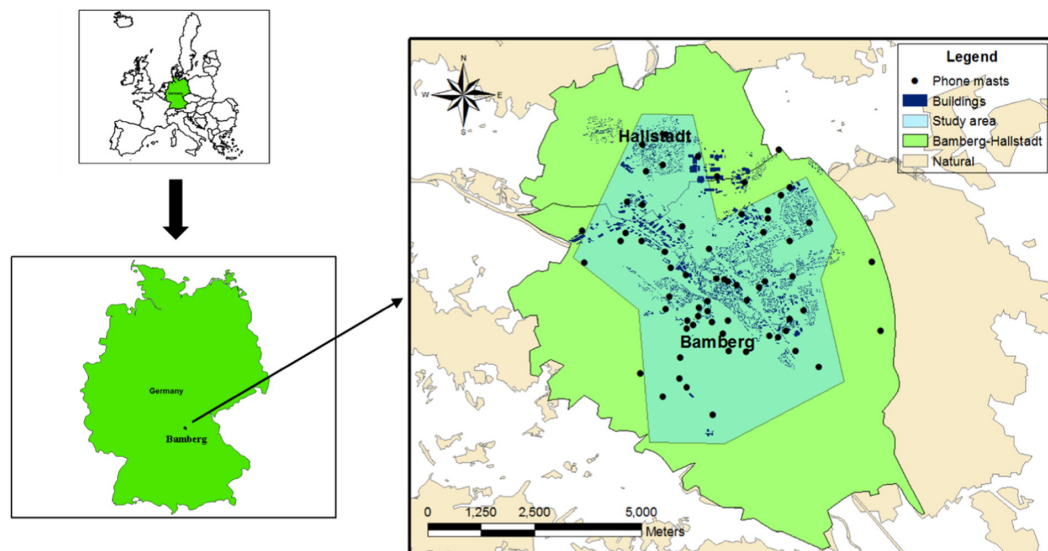 Germany
Germany
Bamberg
N
W
E
S
Hallstadt
Bamberg
Legend
Phone masts
Buildings
Study area
Bamberg-Hallstadt
Natural
0 1,250 2,500 5,000
Meters